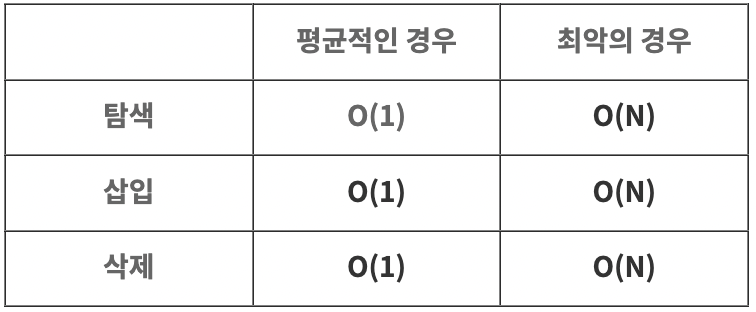 평균적인 경우 최악의 경우
탐색 O(1) O(N)
삽입 O(1) O(N)
삭제 O(1) O(N)